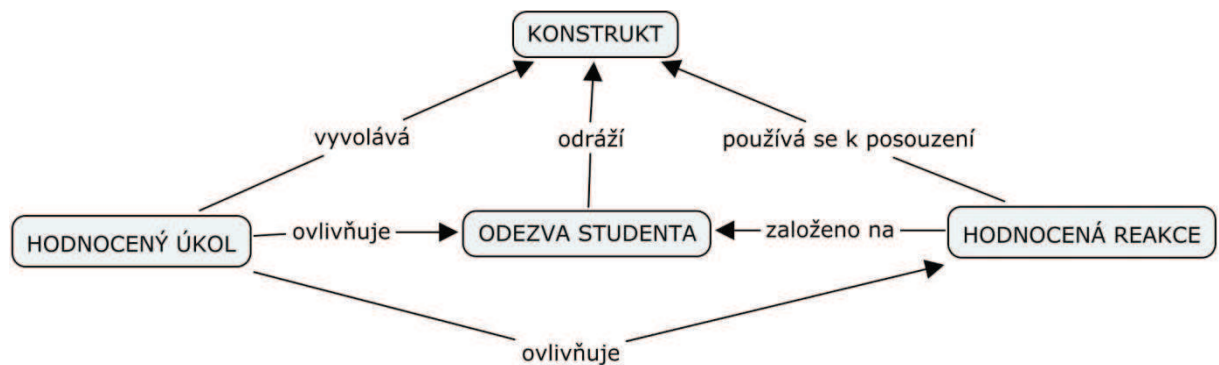 KONSTRUKT
vyvolává
odráží
používá se k posouzení
HODNOCENÝ ÚKOL
ovlivňuje
ODEZVA STUDENTA
založeno na
HODNOCENÁ REAKCE
ovlivňuje